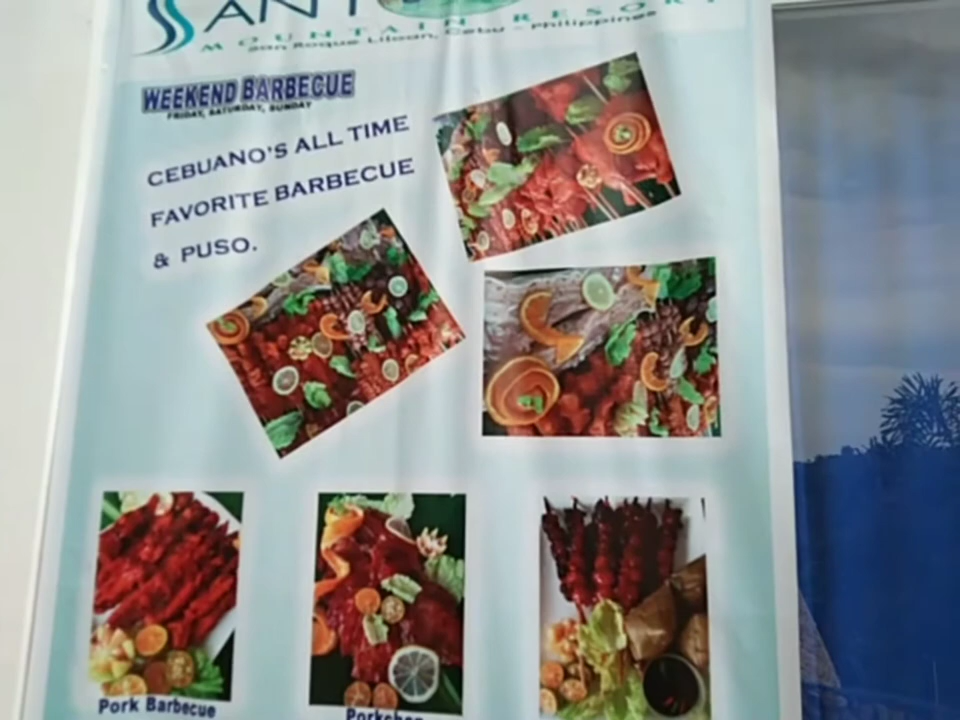 MOUNTAIN RESORT
San Roque Liloan, Cebu - Philippines
WEEKEND BARBECUE
FRIDAY, SATURDAY, SUNDAY
CEBUANO'S ALL TIME
FAVORITE BARBECUE
& PUSO.
Pork Barbecue